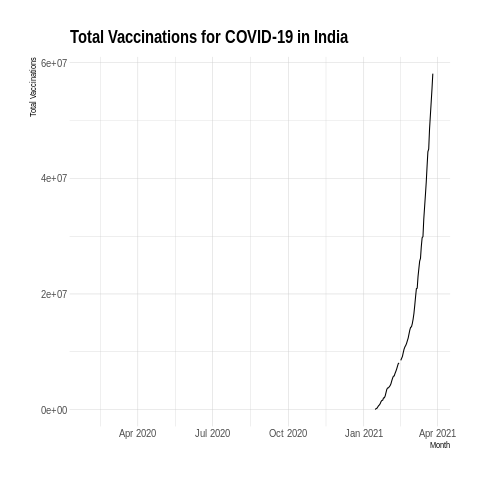 Total Vaccinations for COVID-19 in India
Total Vaccinations
6e+07
4e+07
2e+07
0e+00
Apr 2020 Jul 2020 Oct 2020 Jan 2021 Apr 2021
Month